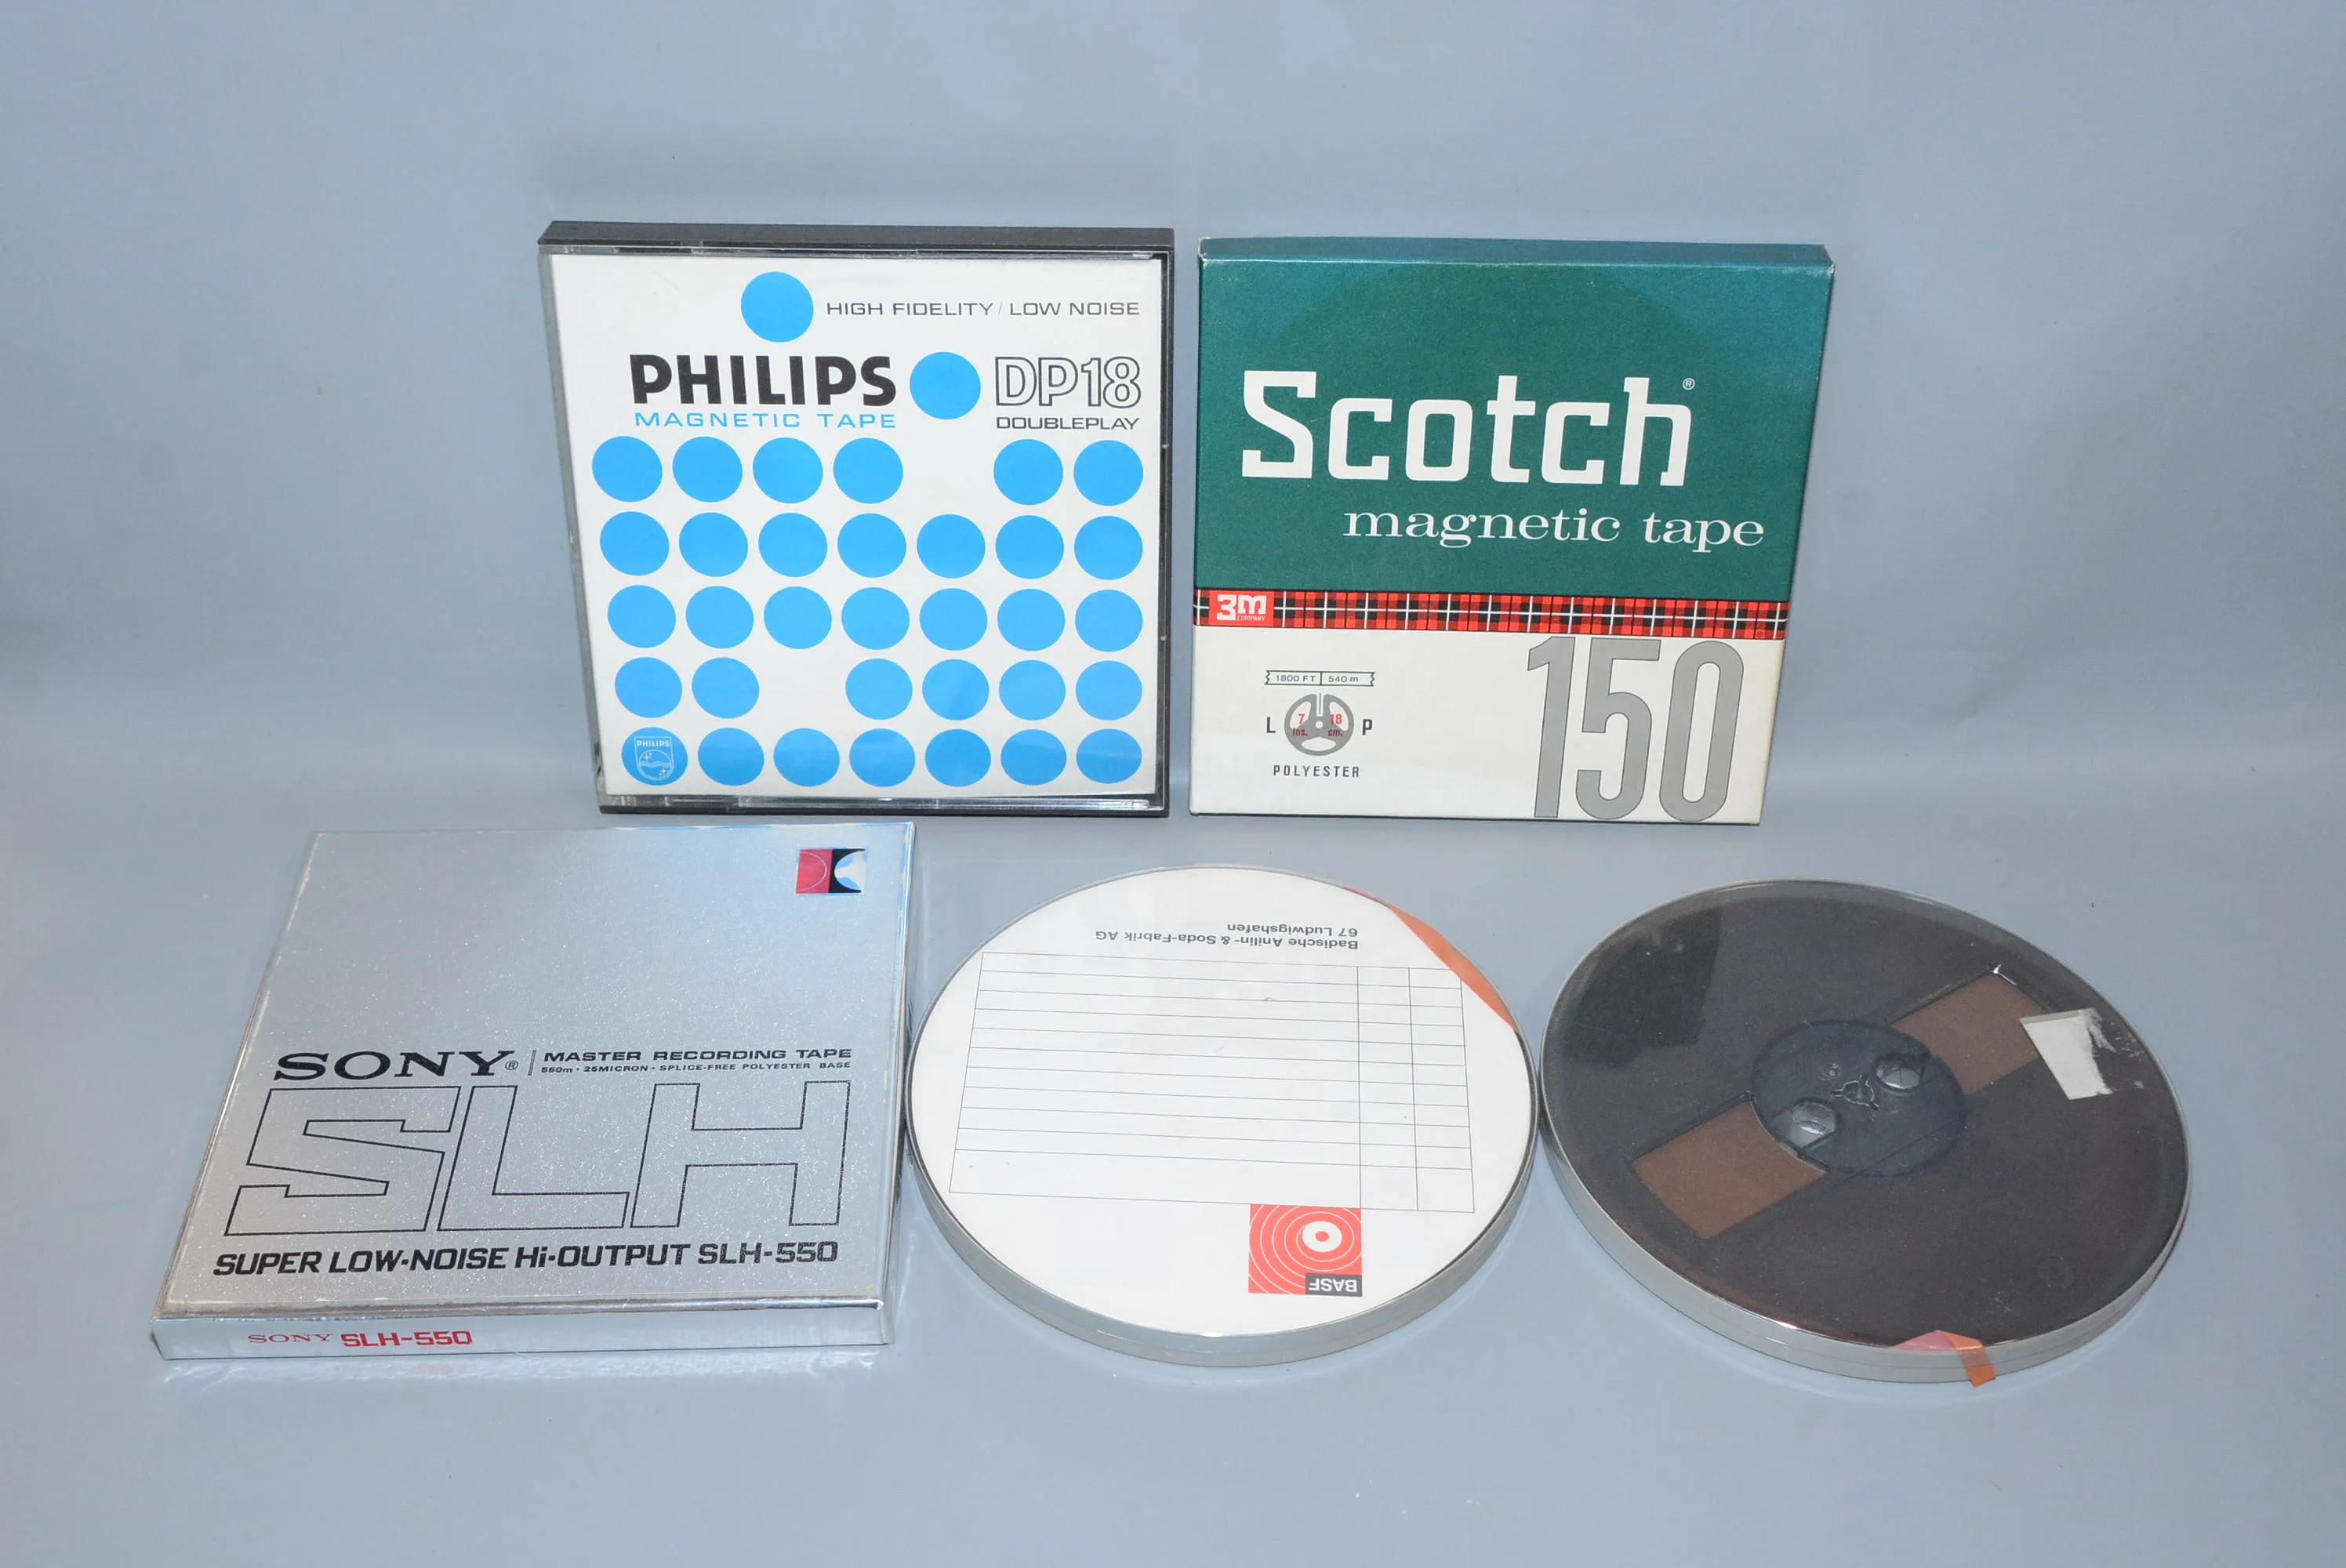 HIGH FIDELITY / LOW NOISE
PHILIPS DP18
MAGNETIC TAPE DOUBLEPLAY
PHILIPS
Scotch®
magnetic tape
3M
COMPANY
150
1800 FT 540 m
L 7 ins. 18 cm. P
POLYESTER
SONY® MASTER RECORDING TAPE
550m · 25MICRON · SPLICE-FREE POLYESTER BASE
SLH
SUPER LOW-NOISE Hi-OUTPUT SLH-550
SONY SLH-550
BASF
Badische Anilin- & Soda-Fabrik AG
67 Ludwigshafen